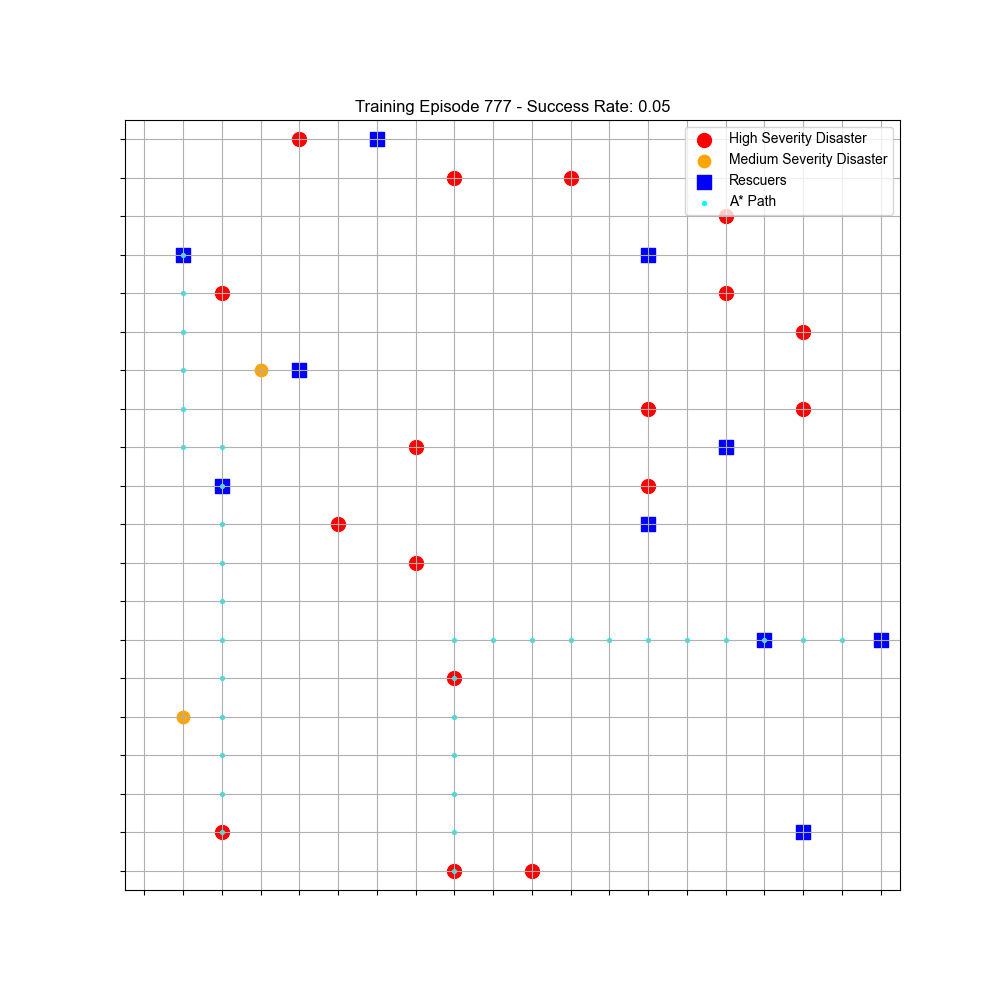 Training Episode 777 - Success Rate: 0.05
High Severity Disaster
Medium Severity Disaster
Rescuers
A* Path